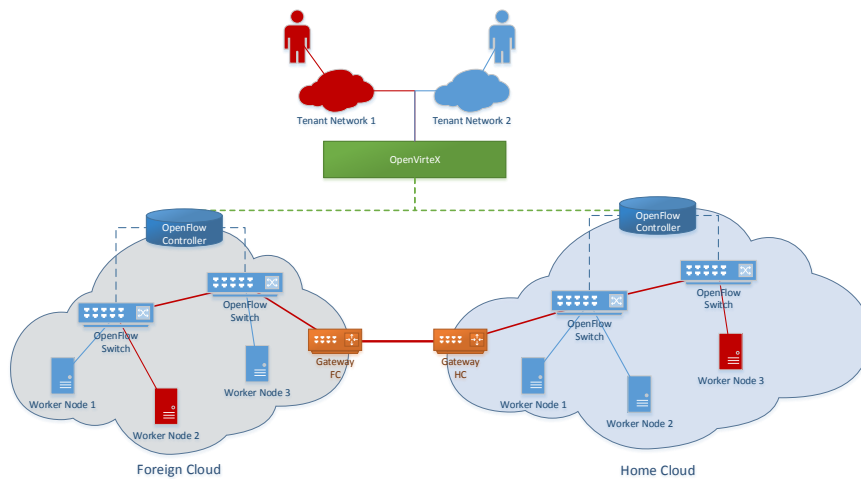 Tenant Network 1
Tenant Network 2
OpenVirteX
OpenFlow
Controller
OpenFlow
Controller
OpenFlow
Switch
OpenFlow
Switch
OpenFlow
Switch
OpenFlow
Switch
Gateway
FC
Gateway
HC
Worker Node 1
Worker Node 2
Worker Node 3
Worker Node 1
Worker Node 2
Worker Node 3
Foreign Cloud
Home Cloud